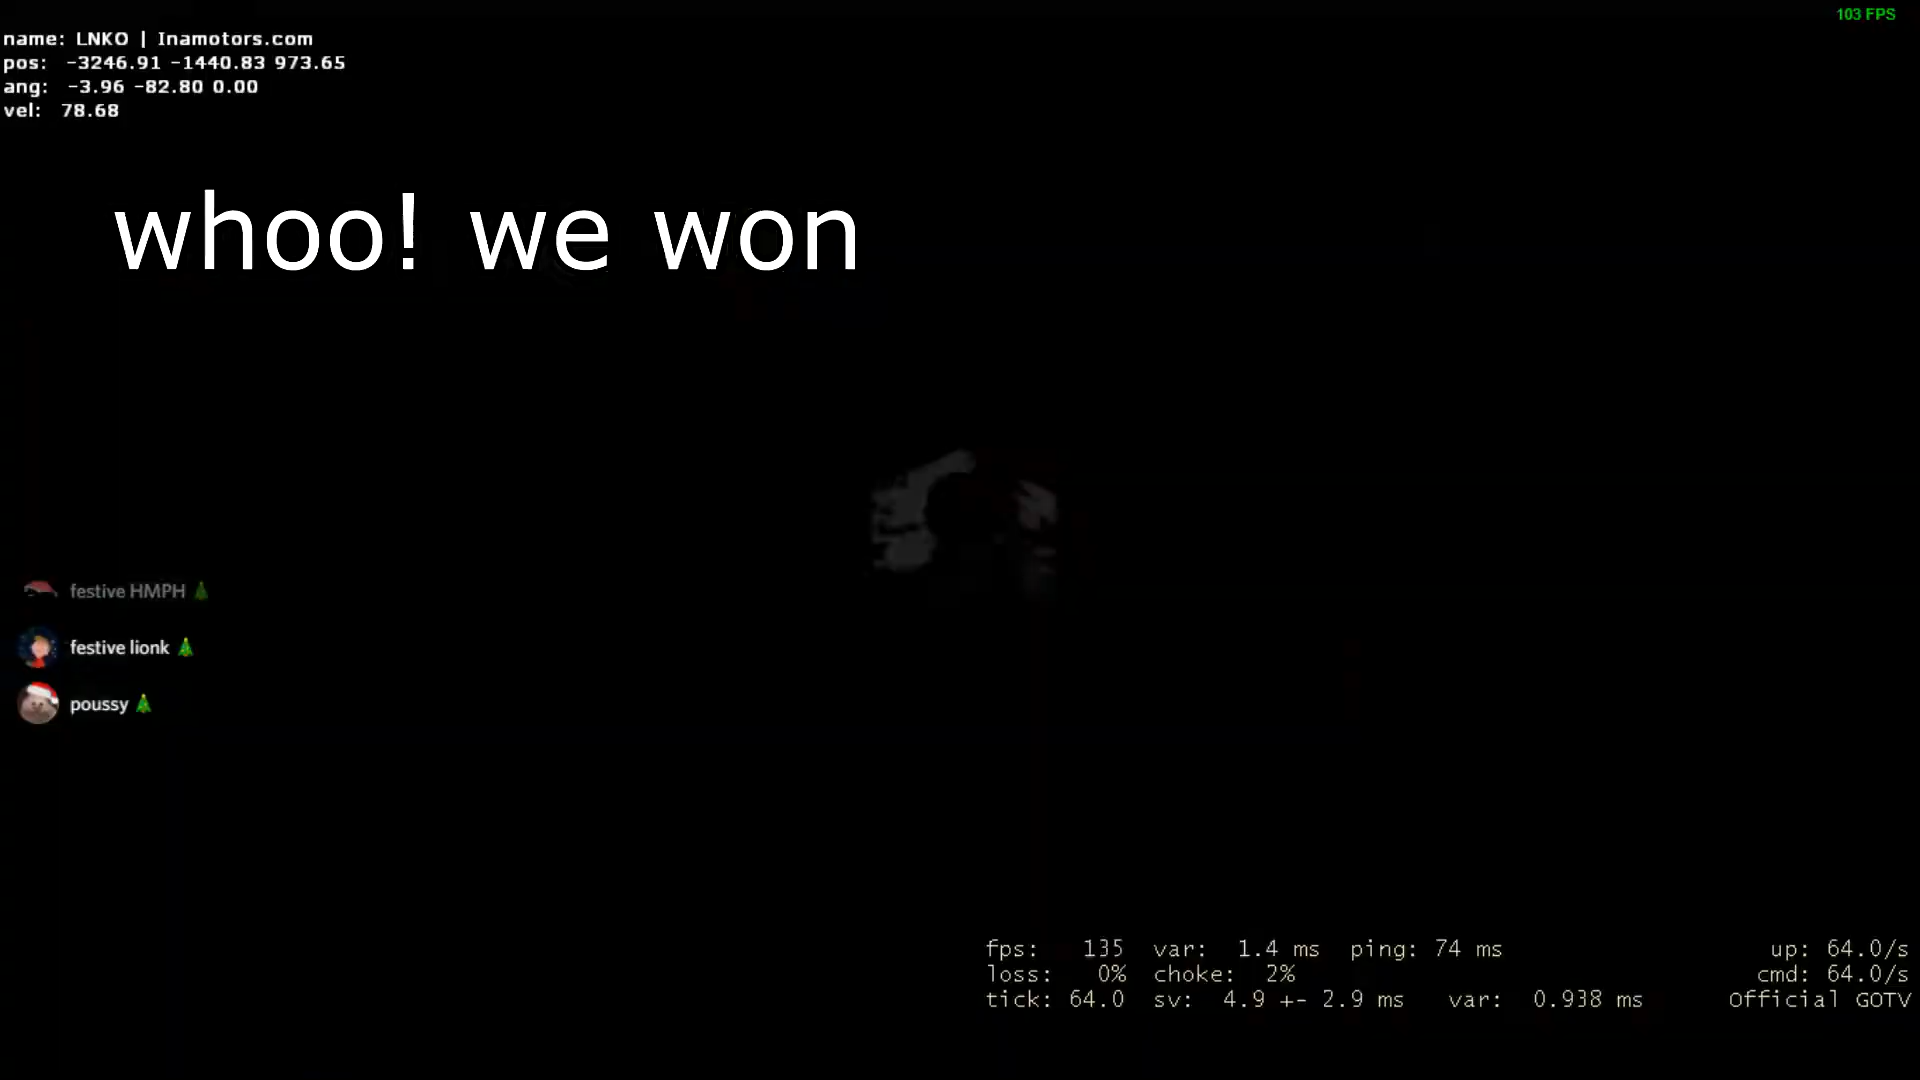 103 FPS
name: LNKO | Inamotors.com
pos: -3246.91 -1440.83 973.65
ang: -3.96 -82.80 0.00
vel: 78.68
whoo! we won
festive HMPH 🎄
festive lionk 🎄
poussy 🎄
fps: 135 var: 1.4 ms ping: 74 ms up: 64.0/s
loss: 0% choke: 2% cmd: 64.0/s
tick: 64.0 sv: 4.9 +- 2.9 ms var: 0.938 ms Official GOTV